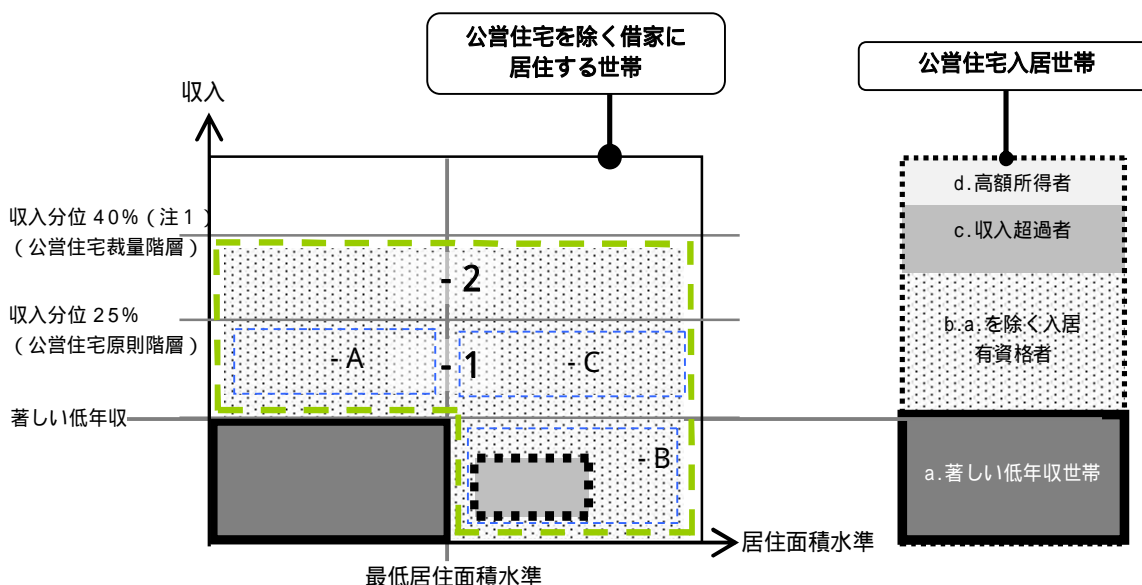 公営住宅を除く借家に
居住する世帯
公営住宅入居世帯
収入
収入分位40%(注1)
(公営住宅裁量階層)
- 2
収入分位25%
(公営住宅原則階層)
- A
- 1
- C
著しい低年収
- B
居住面積水準
最低居住面積水準
d.高額所得者
c.収入超過者
b.a.を除く入居
有資格者
a.著しい低年収世帯